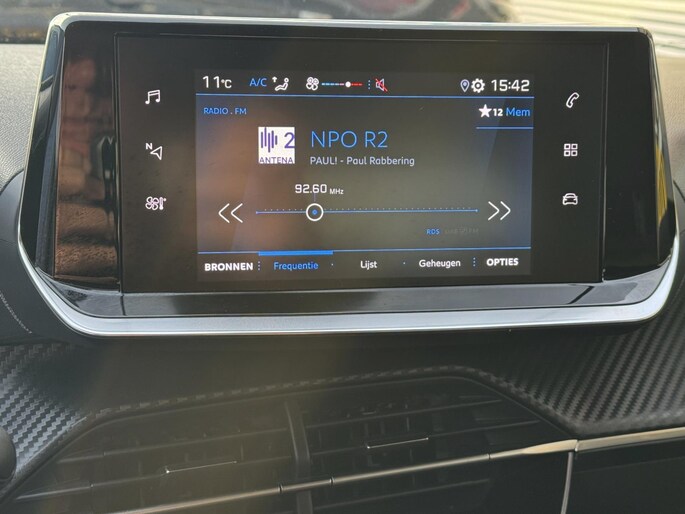 11°C A/C 15:42
RADIO . FM
12 Mem
2
ANTENA
NPO R2
PAUL! - Paul Rabbering
N
92.60 MHz
RDS
BRONNEN Frequentie Lijst Geheugen OPTIES